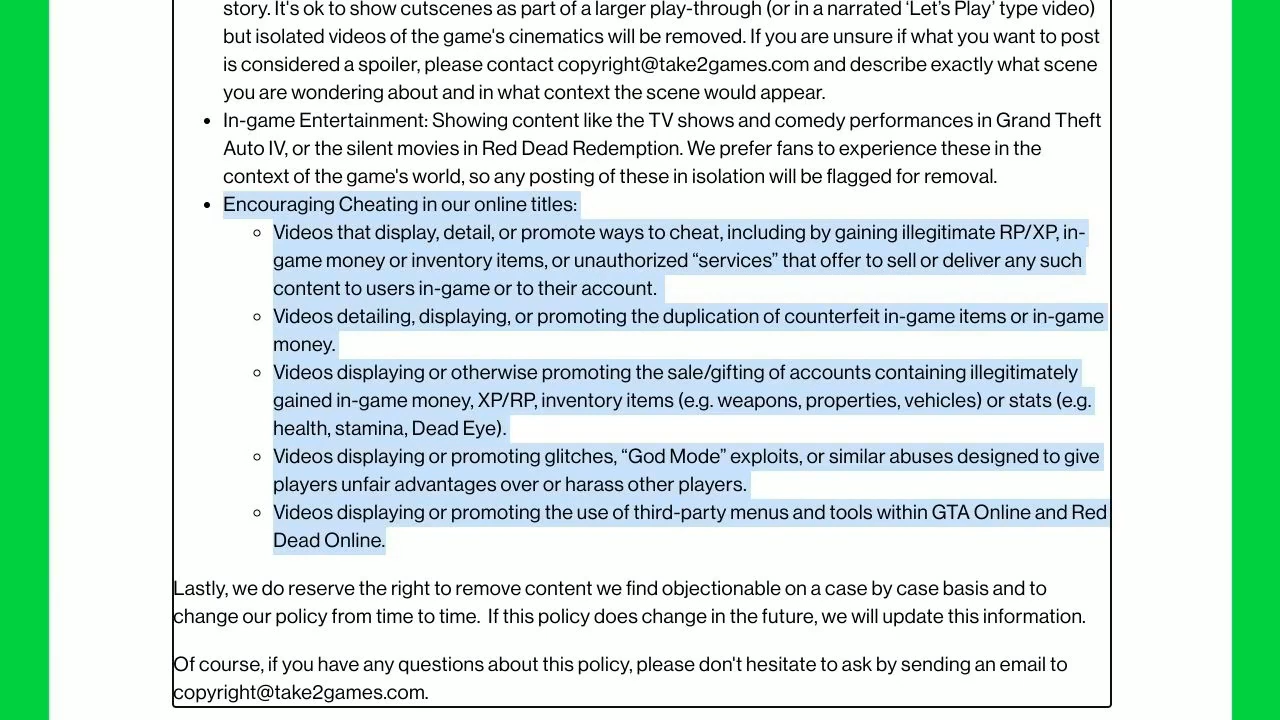 story. It's ok to show cutscenes as part of a larger play-through (or in a narrated ‘Let’s Play’ type video)
but isolated videos of the game's cinematics will be removed. If you are unsure if what you want to post
is considered a spoiler, please contact copyright@take2games.com and describe exactly what scene
you are wondering about and in what context the scene would appear.
• In-game Entertainment: Showing content like the TV shows and comedy performances in Grand Theft
Auto IV, or the silent movies in Red Dead Redemption. We prefer fans to experience these in the
context of the game's world, so any posting of these in isolation will be flagged for removal.
• Encouraging Cheating in our online titles:
◦ Videos that display, detail, or promote ways to cheat, including by gaining illegitimate RP/XP, in-
game money or inventory items, or unauthorized “services” that offer to sell or deliver any such
content to users in-game or to their account.
◦ Videos detailing, displaying, or promoting the duplication of counterfeit in-game items or in-game
money.
◦ Videos displaying or otherwise promoting the sale/gifting of accounts containing illegitimately
gained in-game money, XP/RP, inventory items (e.g. weapons, properties, vehicles) or stats (e.g.
health, stamina, Dead Eye).
◦ Videos displaying or promoting glitches, “God Mode” exploits, or similar abuses designed to give
players unfair advantages over or harass other players.
◦ Videos displaying or promoting the use of third-party menus and tools within GTA Online and Red
Dead Online.
Lastly, we do reserve the right to remove content we find objectionable on a case by case basis and to
change our policy from time to time.  If this policy does change in the future, we will update this information.
Of course, if you have any questions about this policy, please don't hesitate to ask by sending an email to
copyright@take2games.com.